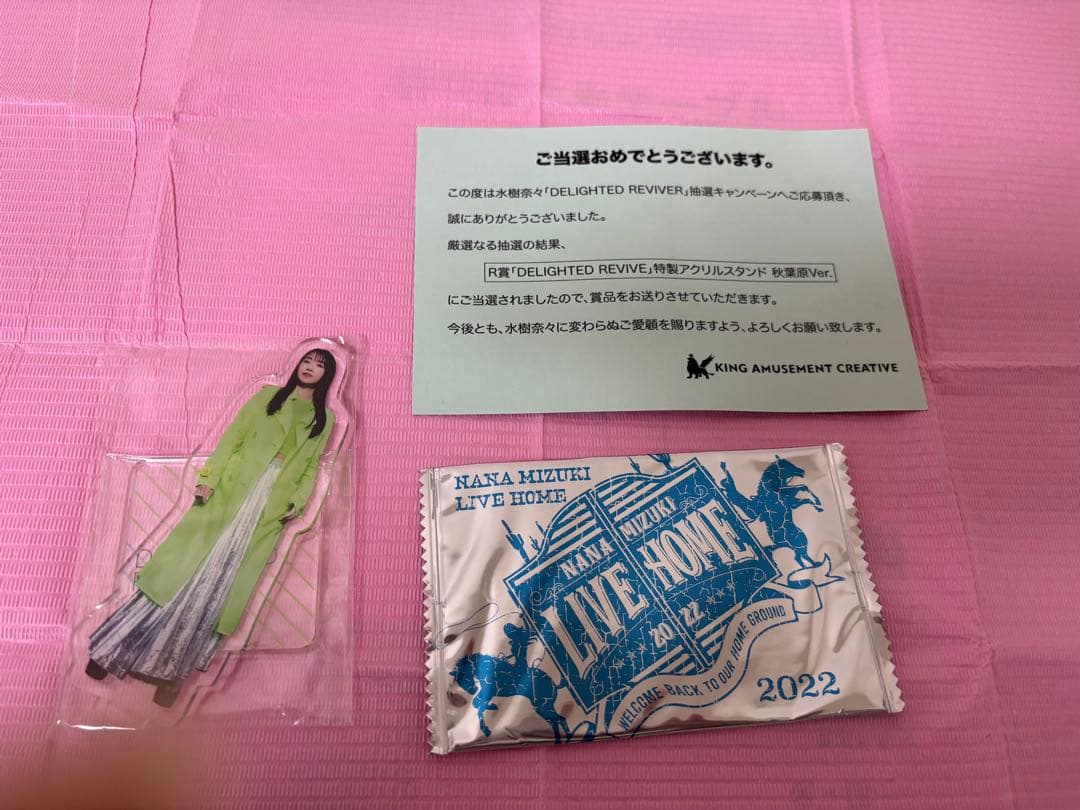 ご当選おめでとうございます。
この度は水樹奈々「DELIGHTED REVIVER」抽選キャンペーンへご応募頂き、
誠にありがとうございました。
厳選なる抽選の結果、
R賞「DELIGHTED REVIVE」特製アクリルスタンド 秋葉原Ver.
にご当選されましたので、賞品をお送りさせていただきます。
今後とも、水樹奈々に変わらぬご愛顧を賜りますよう、よろしくお願い致します。
KING AMUSEMENT CREATIVE
NANA MIZUKI
LIVE HOME
NANA MIZUKI
LIVE HOME
2022
WELCOME BACK TO OUR HOME GROUND
2022